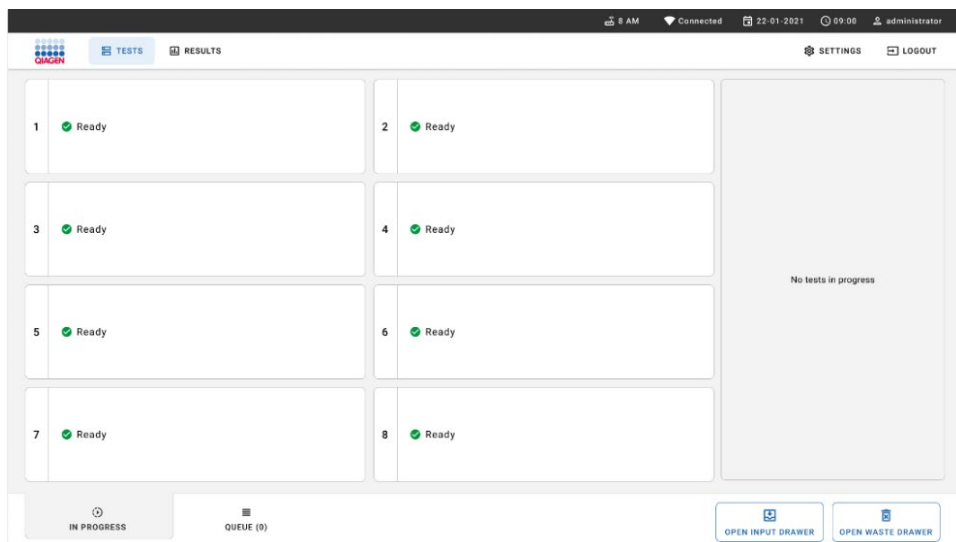 8 AM Connected 22-01-2021 09:00 administrator
QIAGEN TESTS RESULTS SETTINGS LOGOUT
1 Ready 2 Ready
3 Ready 4 Ready
No tests in progress
5 Ready 6 Ready
7 Ready 8 Ready
IN PROGRESS QUEUE (0) OPEN INPUT DRAWER OPEN WASTE DRAWER